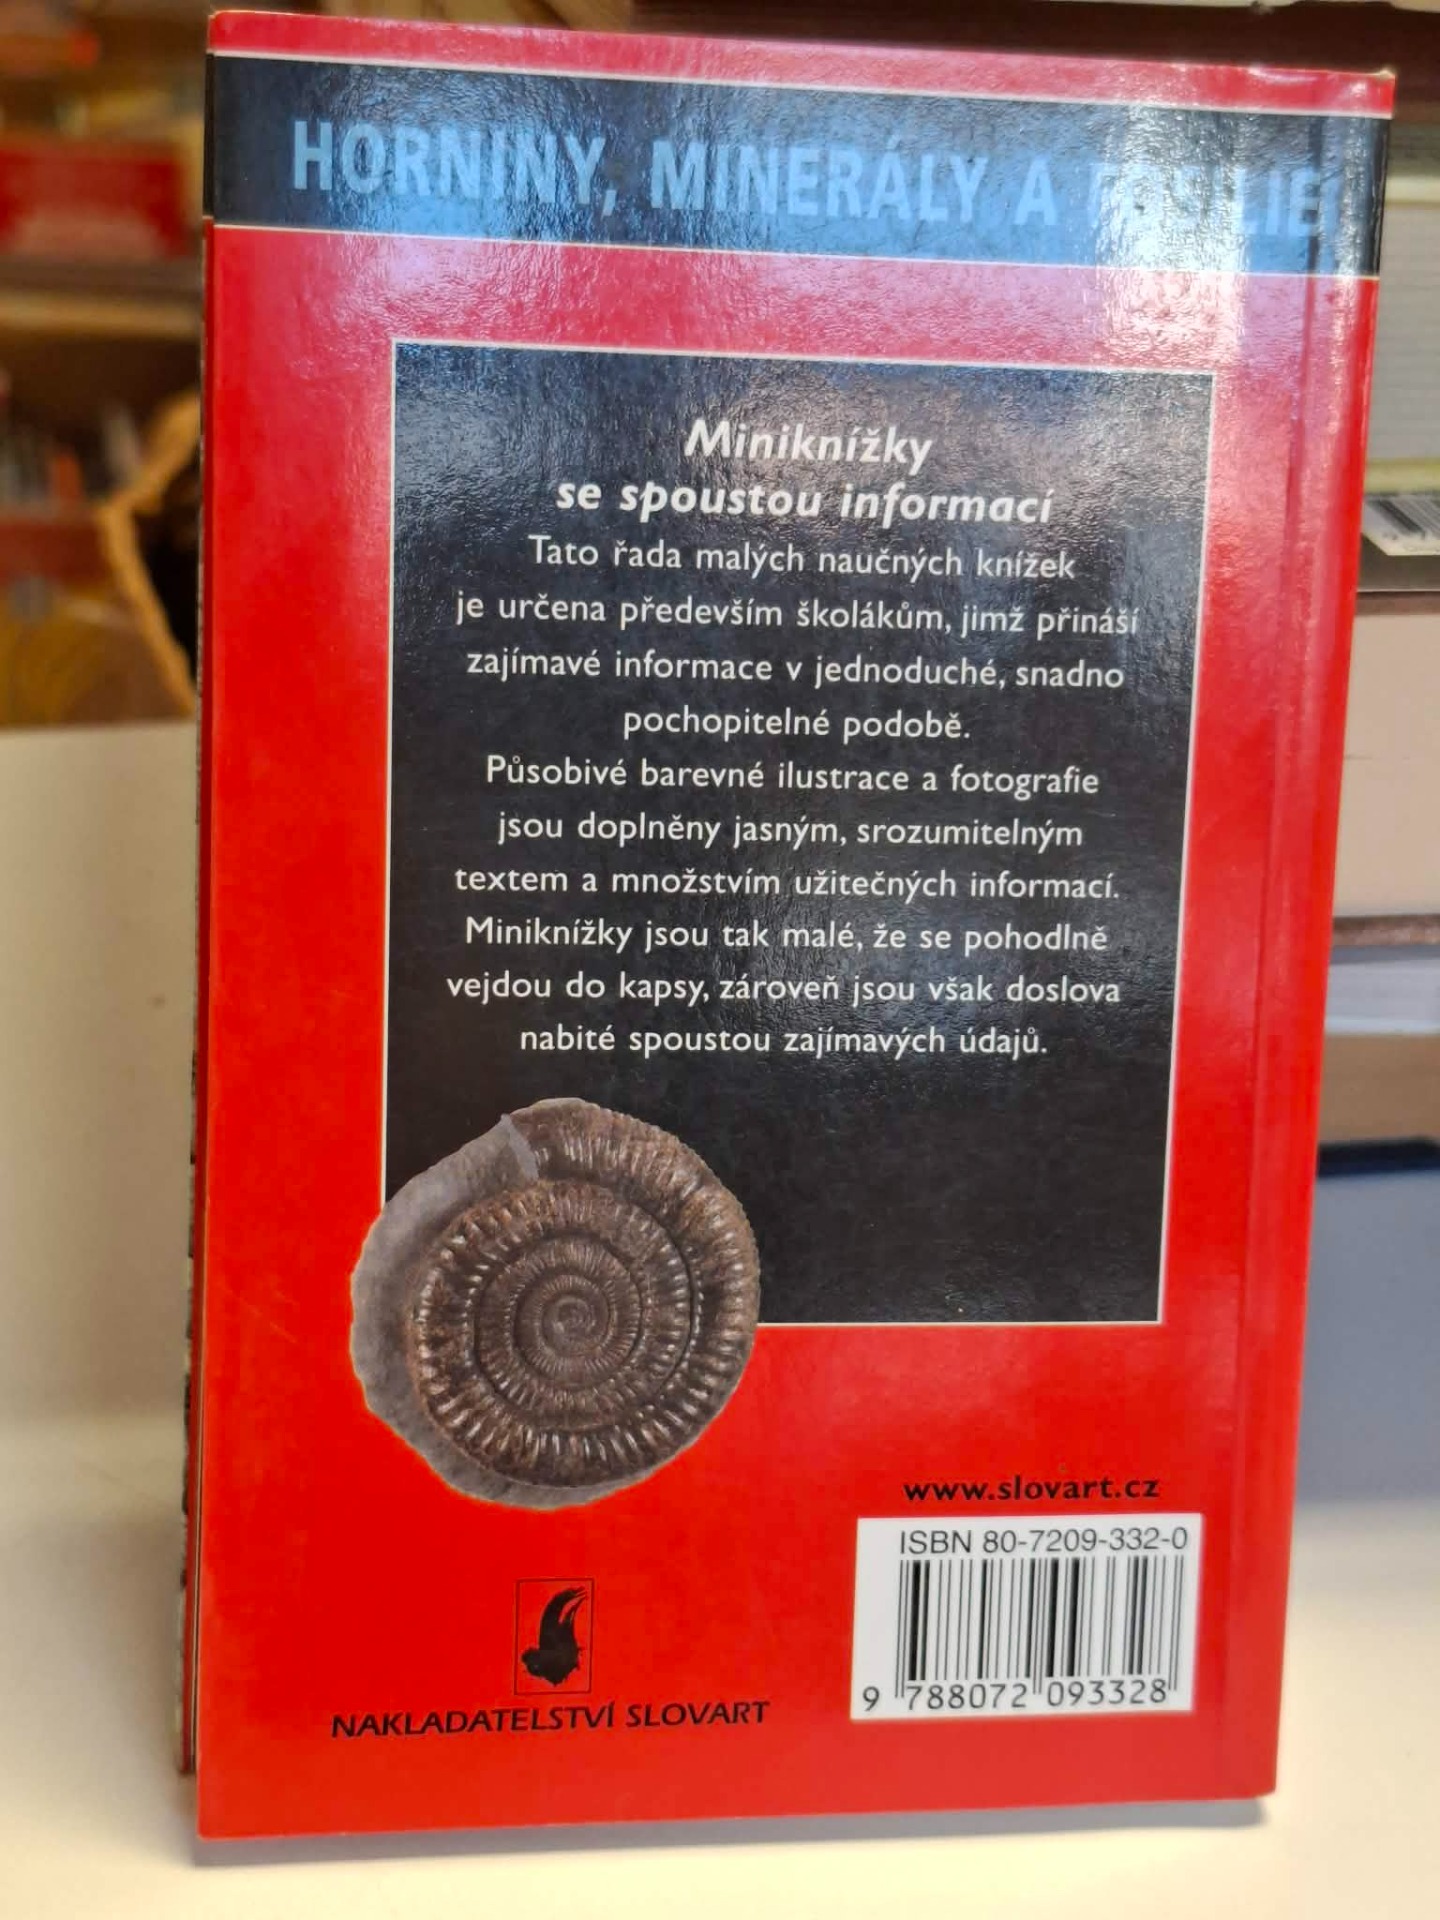 HORNINY, MINERÁLY A FOSILIE
Miniknížky
se spoustou informací
Tato řada malých naučných knížek
je určena především školákům, jimž přináší
zajímavé informace v jednoduché, snadno
pochopitelné podobě.
Působivé barevné ilustrace a fotografie
jsou doplněny jasným, srozumitelným
textem a množstvím užitečných informací.
Miniknížky jsou tak malé, že se pohodlně
vejdou do kapsy, zároveň jsou však doslova
nabité spoustou zajímavých údajů.
www.slovart.cz
ISBN 80-7209-332-0
9 788072 093328
NAKLADATELSTVÍ SLOVART